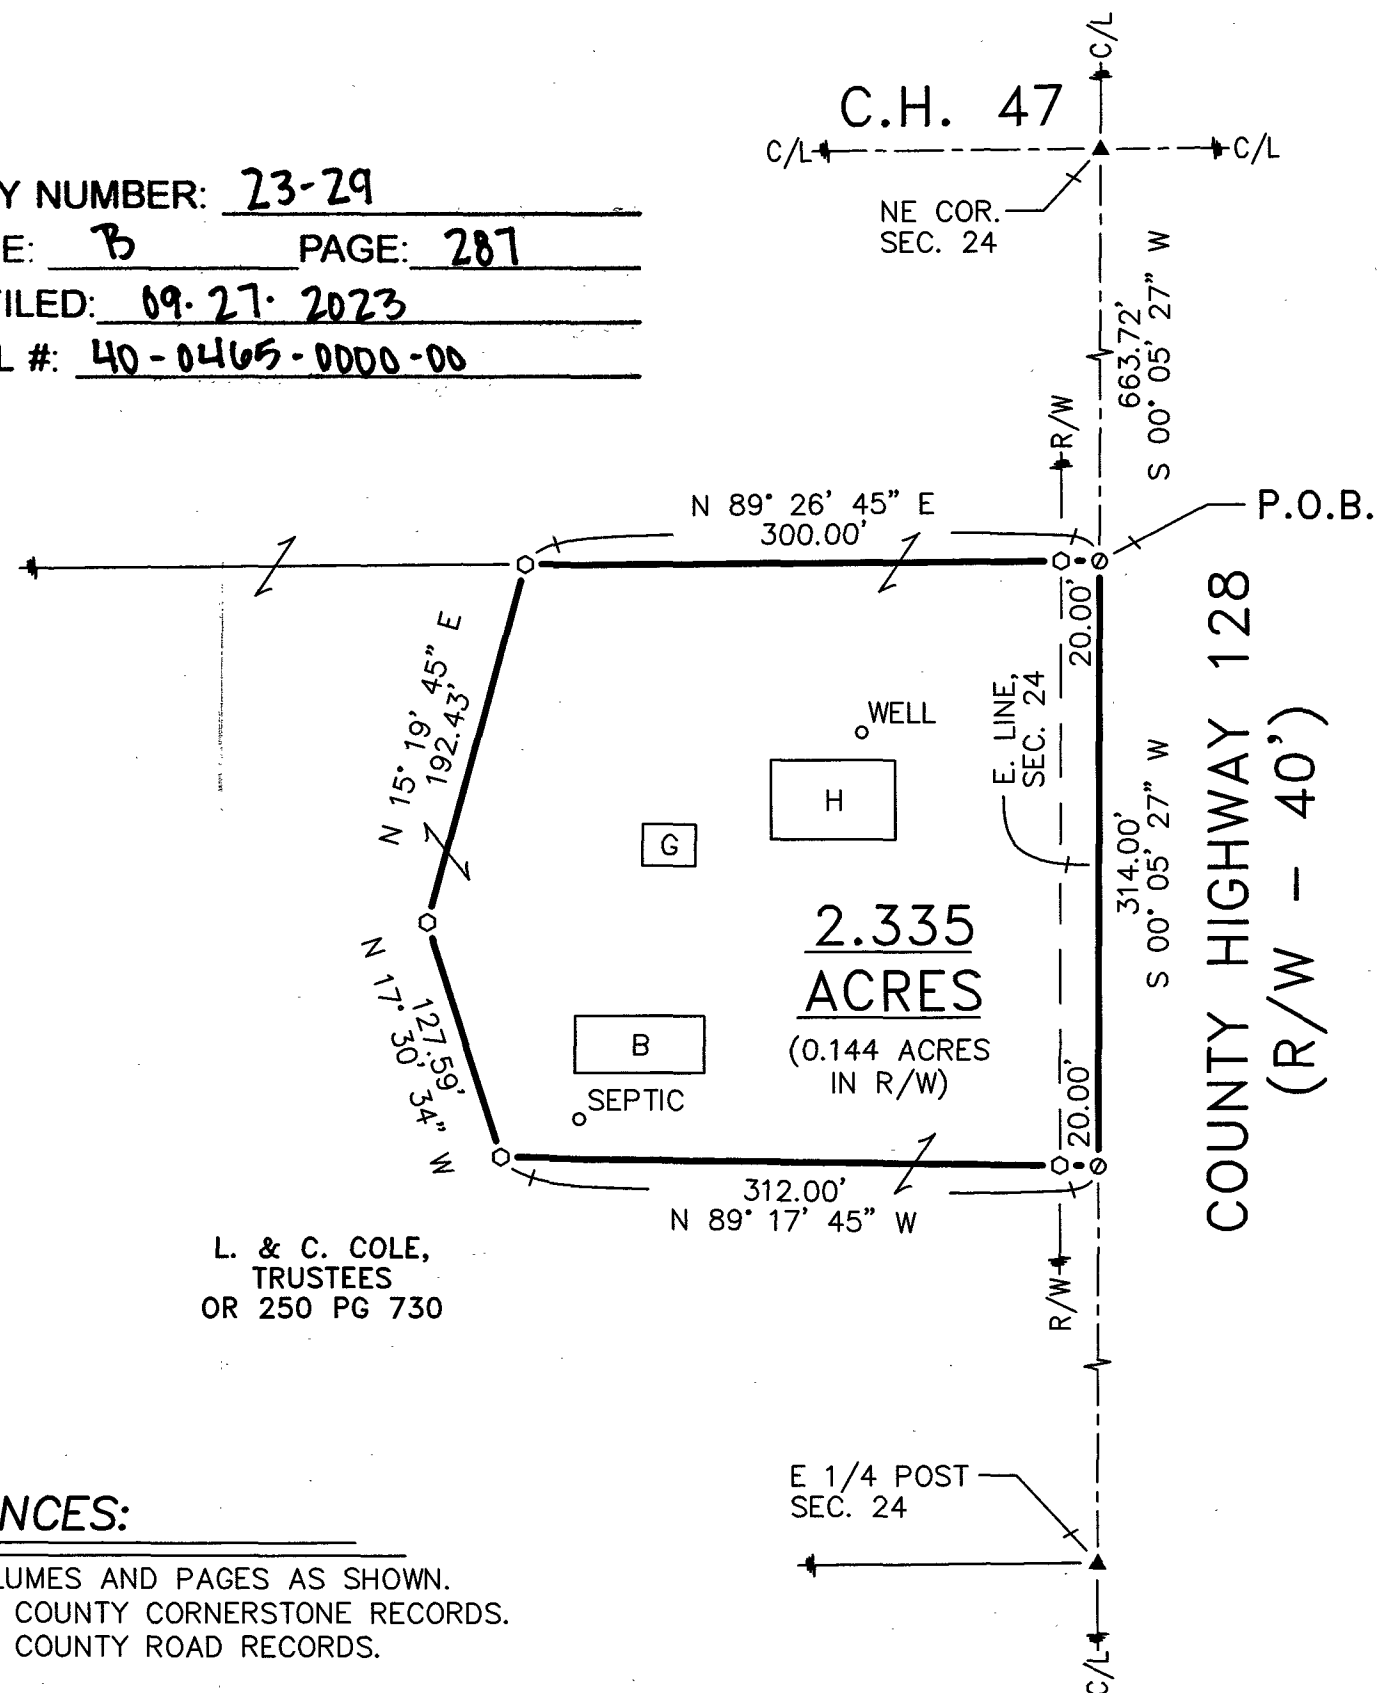 C/L
C.H. 47
C/L
C/L
Y NUMBER: 23-29
E: B PAGE: 287
FILED: 09.27.2023
L #: 40-0465-0000-00
NE COR.
SEC. 24
663.72'
S 00° 05' 27" W
R/W
N 89° 26' 45" E
300.00'
P.O.B.
20.00'
N 15° 19' 45" E
192.43'
WELL
E. LINE,
SEC. 24
H
G
314.00'
S 00° 05' 27" W
COUNTY HIGHWAY 128
(R/W - 40')
2.335
ACRES
(0.144 ACRES
IN R/W)
127.59'
N 17° 30' 34" W
B
SEPTIC
20.00'
312.00'
N 89° 17' 45" W
L. & C. COLE,
TRUSTEES
OR 250 PG 730
R/W
E 1/4 POST
SEC. 24
NCES:
LUMES AND PAGES AS SHOWN.
COUNTY CORNERSTONE RECORDS.
COUNTY ROAD RECORDS.
C/L